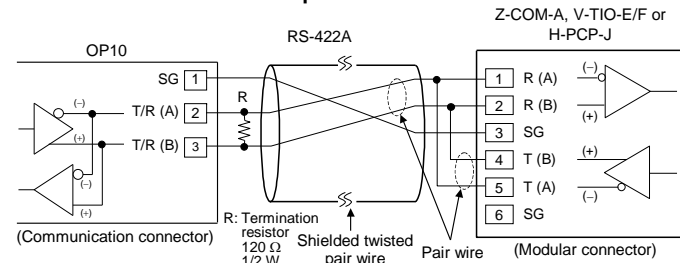 Z-COM-A, V-TIO-E/F or
H-PCP-J
RS-422A
OP10
SG 1
T/R (A) 2
T/R (B) 3
R
(−)
(+)
(−)
(+)
1 R (A)
2 R (B)
3 SG
4 T (B)
5 T (A)
6 SG
(−)
(+)
(+)
(−)
(Communication connector)
R: Termination
resistor
120 Ω
1/2 W
Shielded twisted
pair wire
Pair wire
(Modular connector)